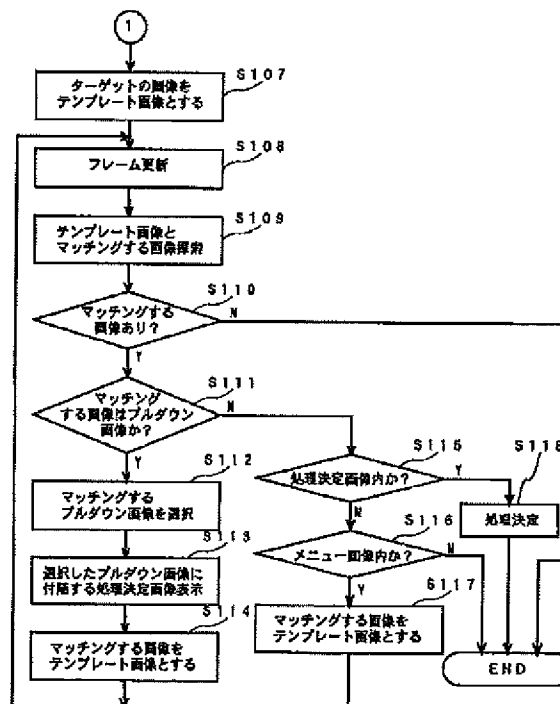 1
S107
ターゲットの画像を
テンプレート画像とする
S108
フレーム更新
S109
テンプレート画像と
マッチングする画像探索
S110
マッチングする
画像あり？
N
Y
S111
マッチング
する画像はプルダウン
画像か？
N
Y
S112
マッチングする
プルダウン画像を選択
S113
選択したプルダウン画像に
付随する処理決定画像表示
S114
マッチングする画像を
テンプレート画像とする
S115
処理決定画像内か？
Y
N
S116
メニュー画像内か？
N
Y
S117
マッチングする画像を
テンプレート画像とする
S118
処理決定
END